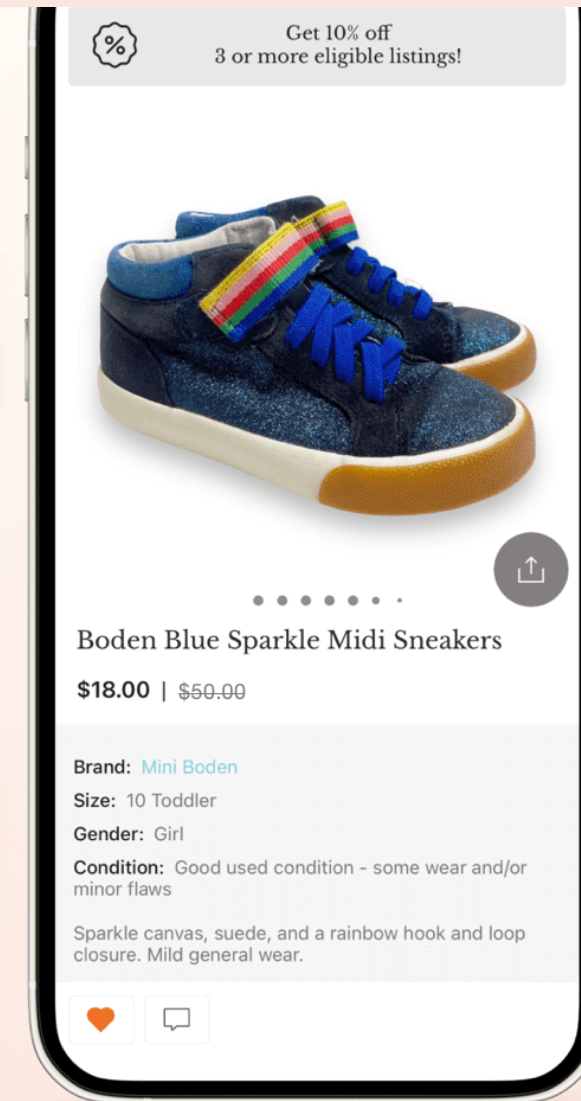 Get 10% off
3 or more eligible listings!
Boden Blue Sparkle Midi Sneakers
$18.00 | $50.00
Brand: Mini Boden
Size: 10 Toddler
Gender: Girl
Condition: Good used condition - some wear and/or
minor flaws
Sparkle canvas, suede, and a rainbow hook and loop
closure. Mild general wear.